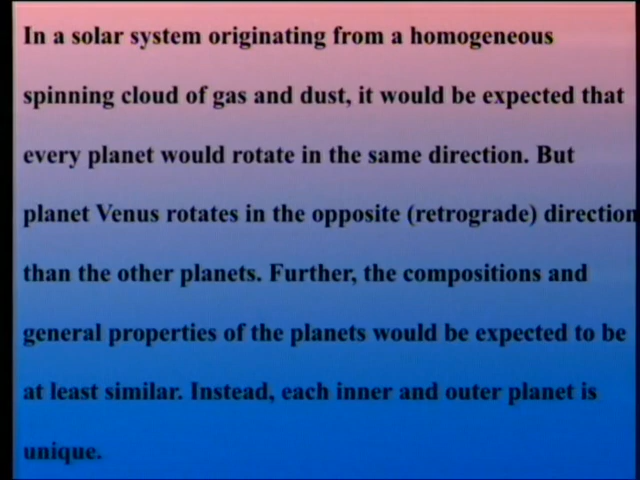 In a solar system originating from a homogeneous
spinning cloud of gas and dust, it would be expected that
every planet would rotate in the same direction. But
planet Venus rotates in the opposite (retrograde) direction
than the other planets. Further, the compositions and
general properties of the planets would be expected to be
at least similar. Instead, each inner and outer planet is
unique.